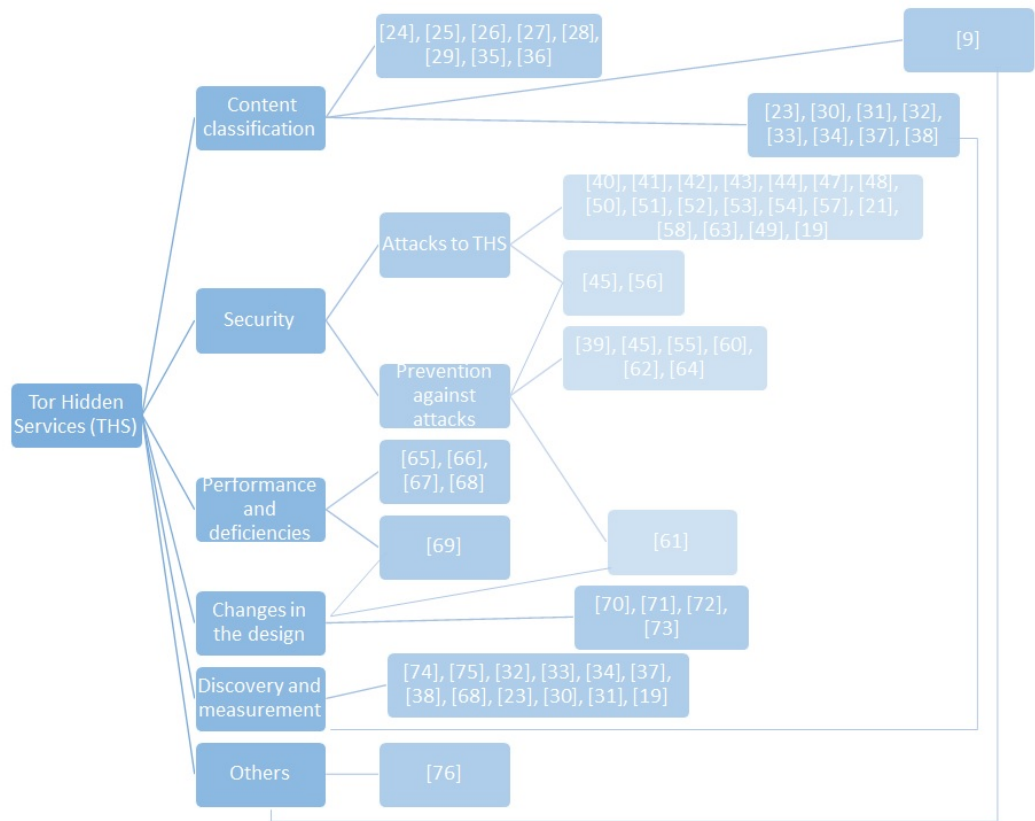 [24], [25], [26], [27], [28],
[29], [35], [36]
[9]
Content
classification
[23], [30], [31], [32],
[33], [34], [37], [38]
[40], [41], [42], [43], [44], [47], [48],
[50], [51], [52], [53], [54], [57], [21],
[58], [63], [49], [19]
Attacks to THS
[45], [56]
Security
[39], [45], [55], [60],
[62], [64]
Prevention
against
attacks
Tor Hidden
Services (THS)
[65], [66],
[67], [68]
Performance
and
deficiencies
[69]
[61]
Changes in
the design
[70], [71], [72],
[73]
Discovery and
measurement
[74], [75], [32], [33], [34], [37],
[38], [68], [23], [30], [31], [19]
Others
[76]